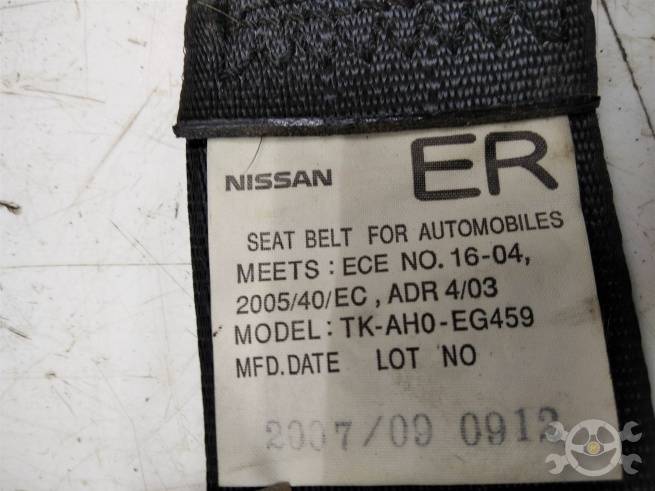 NISSAN ER
SEAT BELT FOR AUTOMOBILES
MEETS : ECE NO. 16-04,
2005/40/EC , ADR 4/03
MODEL: TK-AH0-EG459
MFD.DATE LOT NO
2007/09 0912